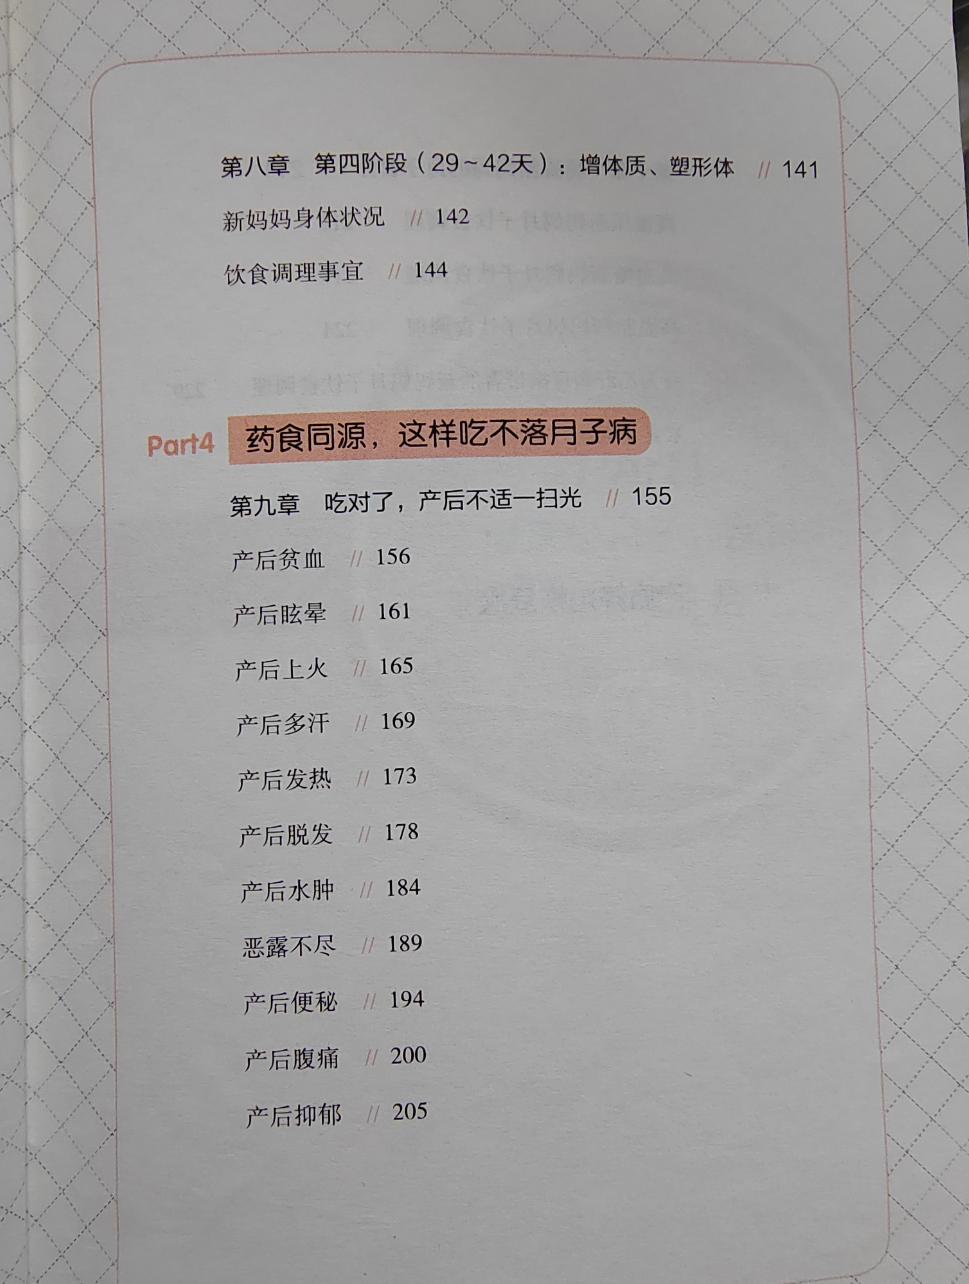 第八章 第四阶段（29~42天）：增体质、塑形体 // 141
新妈妈身体状况 // 142
饮食调理事宜 // 144
Part4 药食同源，这样吃不落月子病
第九章 吃对了，产后不适一扫光 // 155
产后贫血 // 156
产后眩晕 // 161
产后上火 // 165
产后多汗 // 169
产后发热 // 173
产后脱发 // 178
产后水肿 // 184
恶露不尽 // 189
产后便秘 // 194
产后腹痛 // 200
产后抑郁 // 205